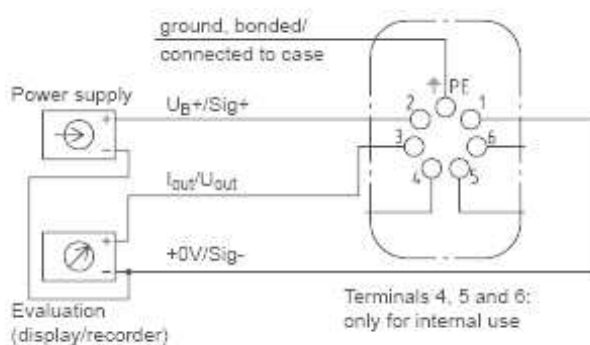 ground, bonded/
connected to case
Power supply
+
−
UB+/Sig+
PE
2
1
3
6
4
5
Iout/Uout
+
−
+0V/Sig-
Evaluation
(display/recorder)
Terminals 4, 5 and 6:
only for internal use